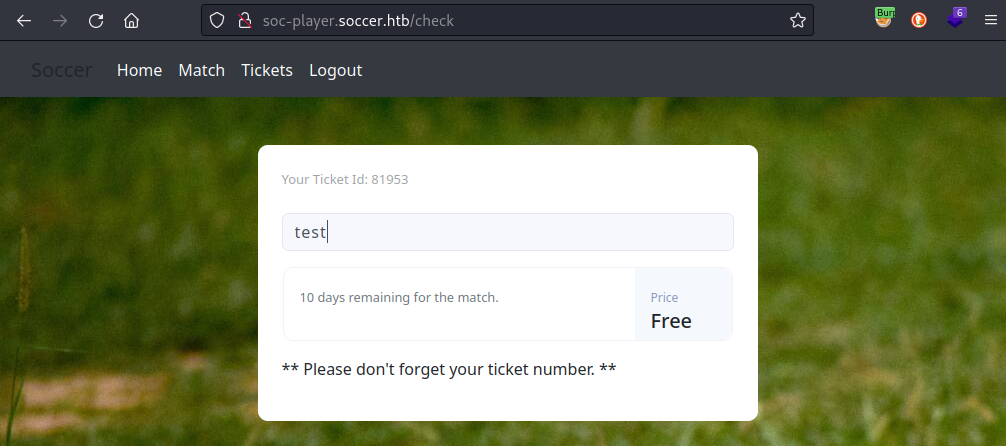 soc-player.soccer.htb/check
Burp
6
Soccer Home Match Tickets Logout
Your Ticket Id: 81953
test
10 days remaining for the match.
Price
Free
** Please don't forget your ticket number. **